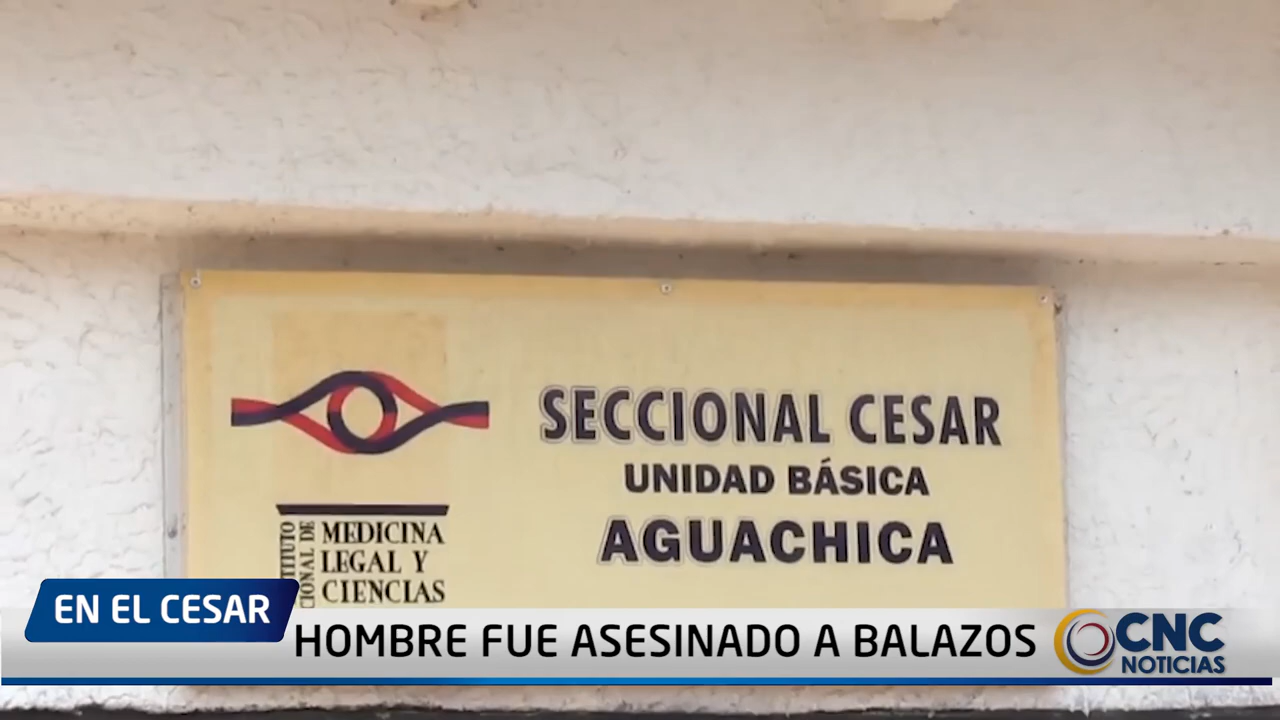 SECCIONAL CESAR
UNIDAD BÁSICA
AGUACHICA
MEDICINA
LEGAL Y
CIENCIAS
EN EL CESAR
HOMBRE FUE ASESINADO A BALAZOS
CNC
NOTICIAS